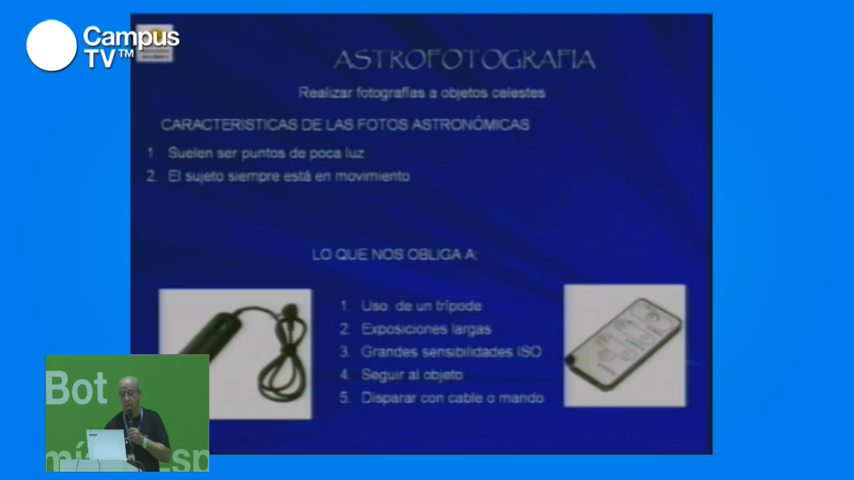 Campus
TV™
ASTROFOTOGRAFIA
Realizar fotografías a objetos celestes
CARACTERISTICAS DE LAS FOTOS ASTRONÓMICAS
1. Suelen ser puntos de poca luz
2. El sujeto siempre está en movimiento
LO QUE NOS OBLIGA A:
1. Uso de un trípode
2. Exposiciones largas
3. Grandes sensibilidades ISO
4. Seguir al objeto
5. Disparar con cable o mando
Bot